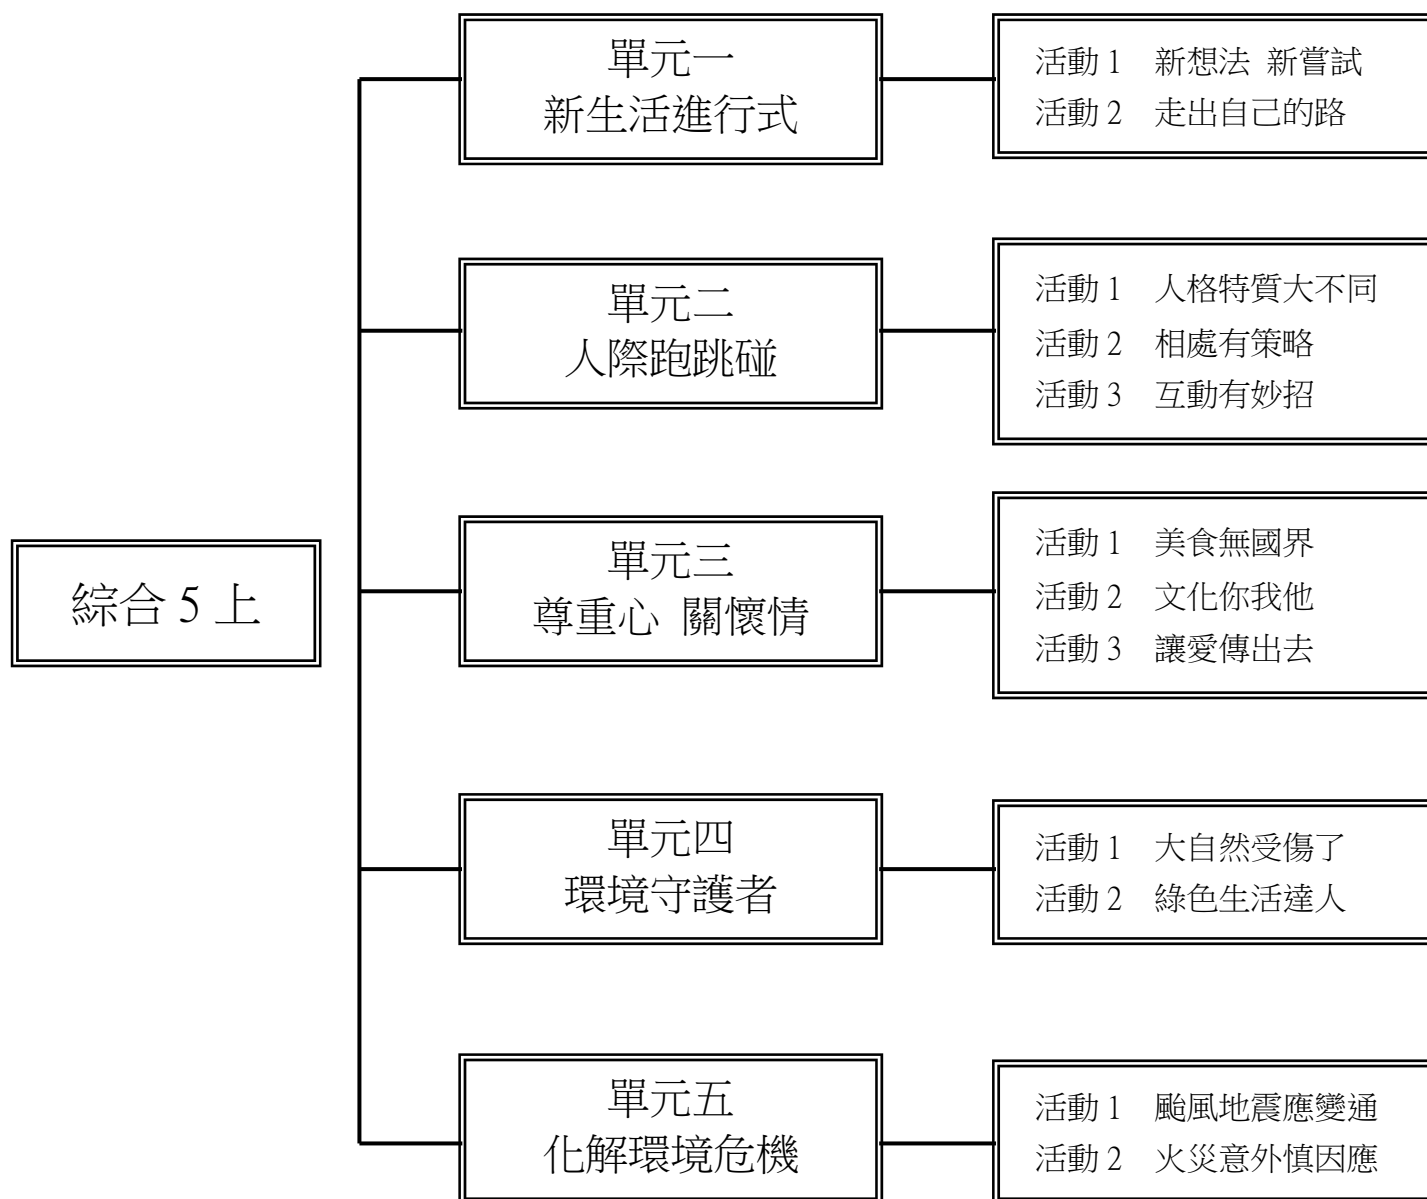 綜合 5 上
單元一
新生活進行式
活動 1 新想法 新嘗試
活動 2 走出自己的路
單元二
人際跑跳碰
活動 1 人格特質大不同
活動 2 相處有策略
活動 3 互動有妙招
單元三
尊重心 關懷情
活動 1 美食無國界
活動 2 文化你我他
活動 3 讓愛傳出去
單元四
環境守護者
活動 1 大自然受傷了
活動 2 綠色生活達人
單元五
化解環境危機
活動 1 颱風地震應變通
活動 2 火災意外慎因應